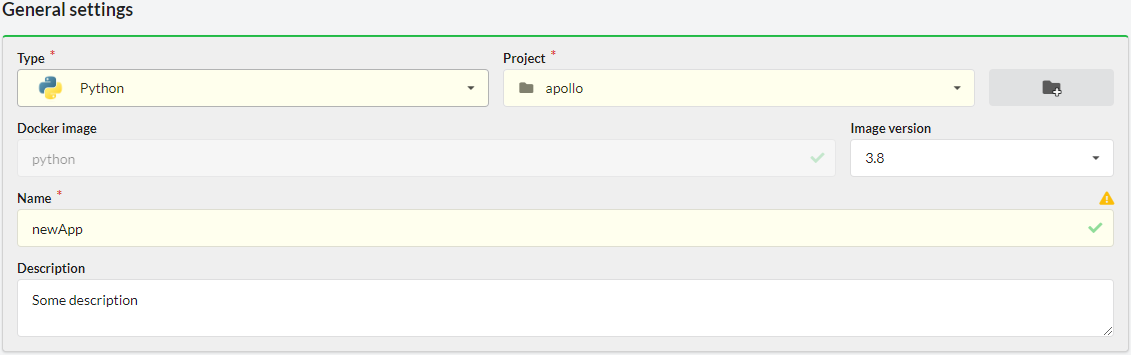 General settings
Type *
Project *
Python
apollo
Docker image
Image version
python
3.8
Name *
newApp
Description
Some description